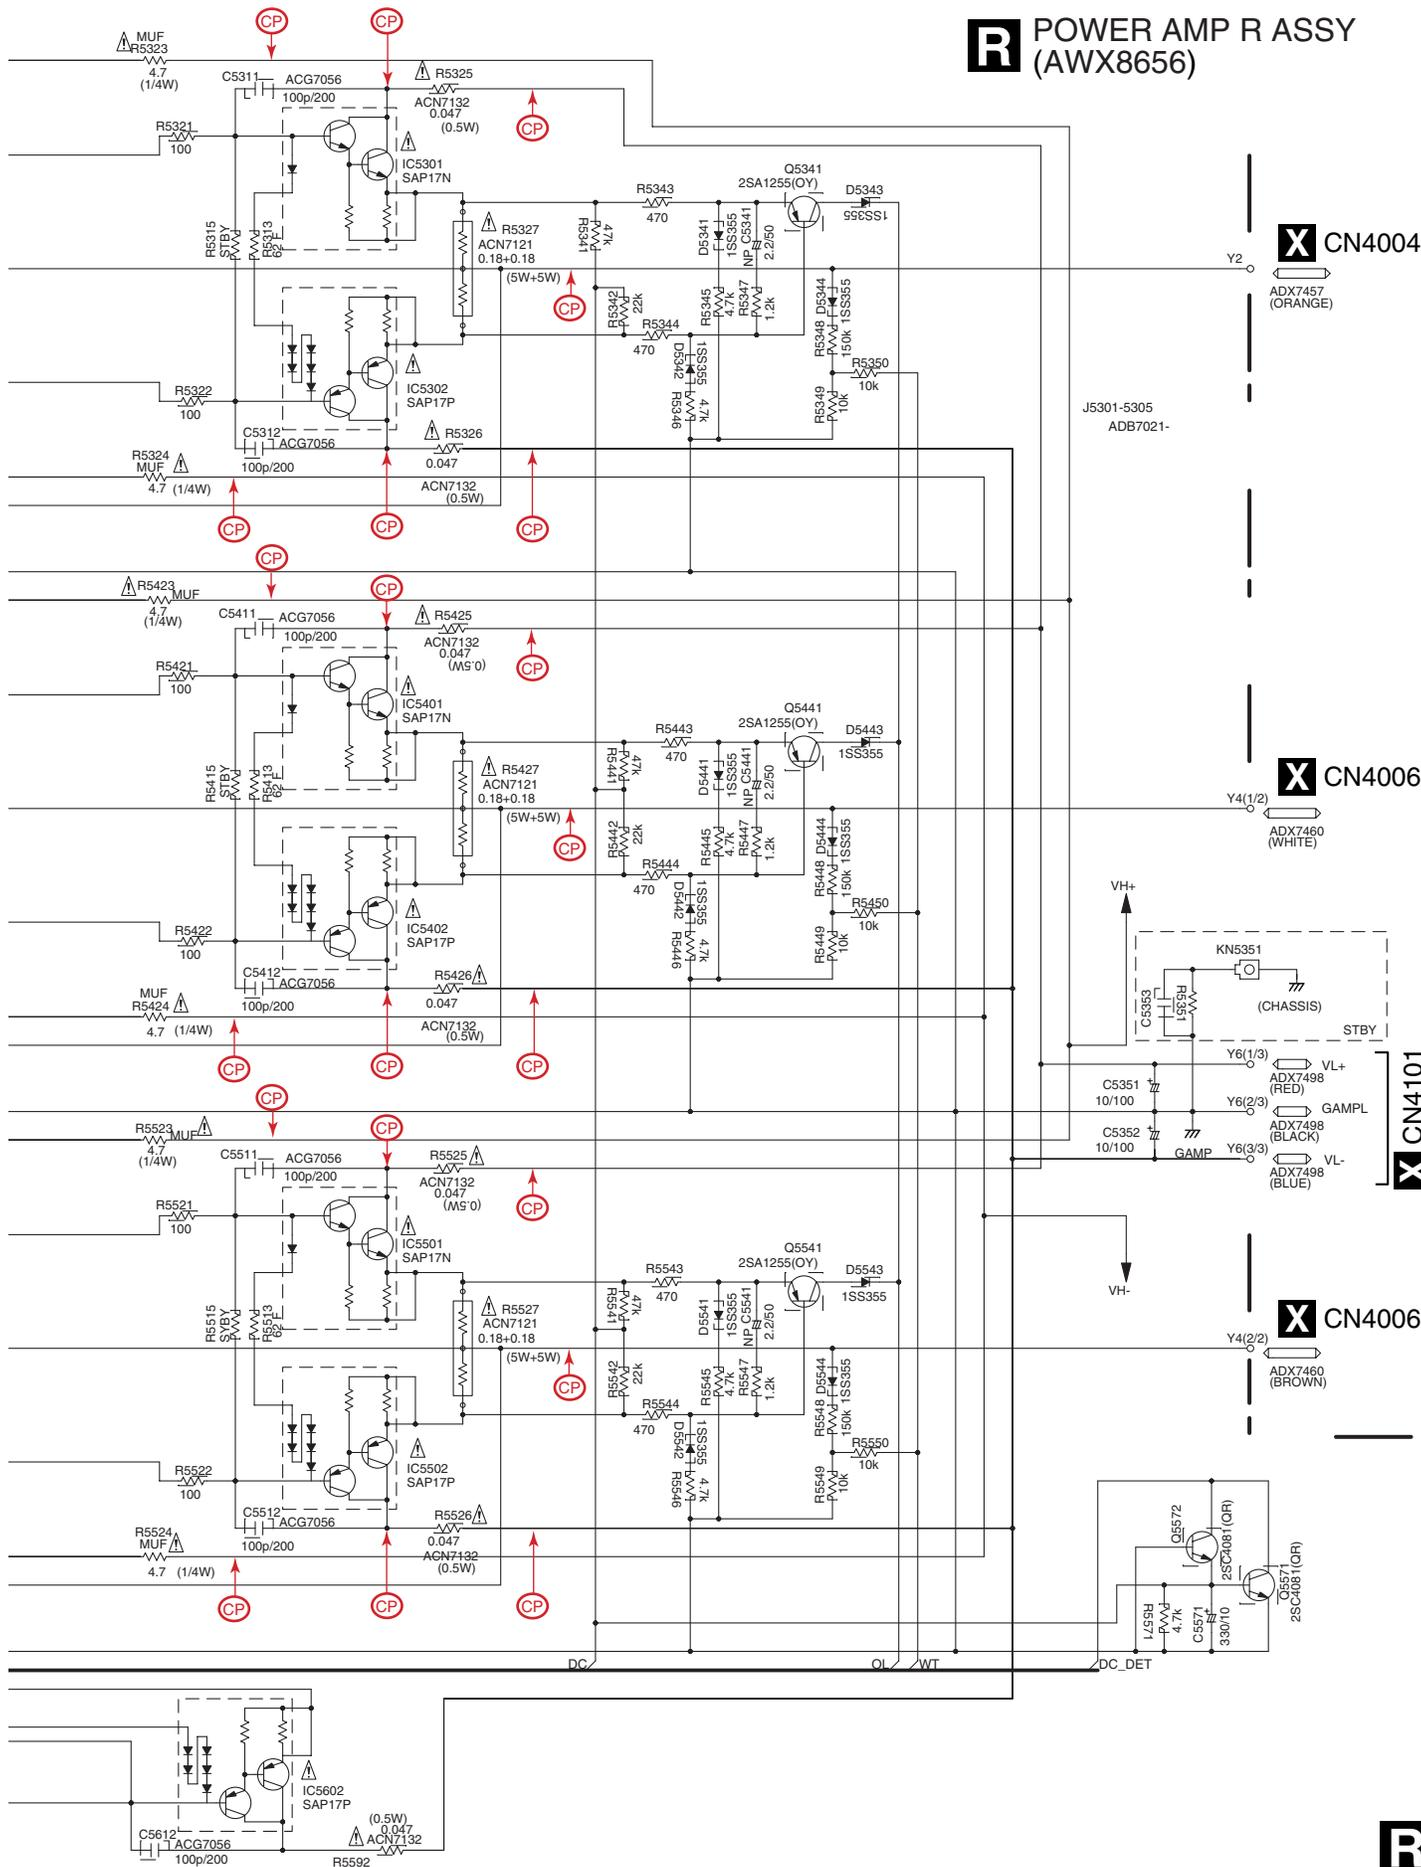 R POWER AMP R ASSY
(AWX8656)
CP
CP
MUF
R5323
4.7
(1/4W)
C5311
ACG7056
100p/200
R5325
ACN7132
0.047
(0.5W)
CP
R5321
100
IC5301
SAP17N
R5315
STBY
R5313
62 F
R5327
ACN7121
0.18+0.18
(5W+5W)
CP
R5341
47k
R5342
22k
R5343
470
R5344
470
D5341
1SS355
NP C5341
2.2/50
Q5341
2SA1255(OY)
D5343
1SS355
R5345
4.7k
R5347
1.2k
D5344
1SS355
R5348
150k
R5350
10k
R5349
10k
D5342
1SS355
R5346
4.7k
Y2
X CN4004
ADX7457
(ORANGE)
J5301-5305
ADB7021-
R5322
100
IC5302
SAP17P
C5312
ACG7056
100p/200
R5326
0.047
ACN7132
(0.5W)
R5324
MUF
4.7 (1/4W)
CP
CP
CP
CP
CP
R5423
MUF
4.7
(1/4W)
C5411
ACG7056
100p/200
R5425
ACN7132
0.047
(0.5W)
CP
R5421
100
IC5401
SAP17N
R5415
STBY
R5413
62 F
R5427
ACN7121
0.18+0.18
(5W+5W)
CP
R5441
47k
R5442
22k
R5443
470
R5444
470
D5441
1SS355
NP C5441
2.2/50
Q5441
2SA1255(OY)
D5443
1SS355
R5445
4.7k
R5447
1.2k
D5444
1SS355
R5448
150k
R5450
10k
R5449
10k
D5442
1SS355
R5446
4.7k
Y4(1/2)
X CN4006
ADX7460
(WHITE)
R5422
100
IC5402
SAP17P
C5412
ACG7056
100p/200
R5426
0.047
ACN7132
(0.5W)
MUF
R5424
4.7 (1/4W)
CP
CP
CP
VH+
KN5351
C5353
R5351
(CHASSIS)
STBY
C5351
10/100
C5352
10/100
GAMP
Y6(1/3)
VL+
ADX7498
(RED)
Y6(2/3)
GAMPL
ADX7498
(BLACK)
Y6(3/3)
VL-
ADX7498
(BLUE)
X CN4101
VH-
CP
CP
R5523
MUF
4.7
(1/4W)
C5511
ACG7056
100p/200
R5525
ACN7132
0.047
(0.5W)
CP
R5521
100
IC5501
SAP17N
R5515
SYBY
R5513
62 F
R5527
ACN7121
0.18+0.18
(5W+5W)
CP
R5541
47k
R5542
22k
R5543
470
R5544
470
D5541
1SS355
NP C5541
2.2/50
Q5541
2SA1255(OY)
D5543
1SS355
R5545
4.7k
R5547
1.2k
D5544
1SS355
R5548
150k
R5550
10k
R5549
10k
D5542
1SS355
R5546
4.7k
Y4(2/2)
X CN4006
ADX7460
(BROWN)
R5522
100
IC5502
SAP17P
C5512
ACG7056
100p/200
R5526
0.047
ACN7132
(0.5W)
R5524
MUF
4.7 (1/4W)
CP
CP
CP
Q5572
2SC4081(QR)
Q5571
2SC4081(QR)
R5571
4.7k
C5571
330/10
DC
OL
WT
DC_DET
IC5602
SAP17P
C5612
ACG7056
100p/200
(0.5W)
0.047
ACN7132
R5592
R